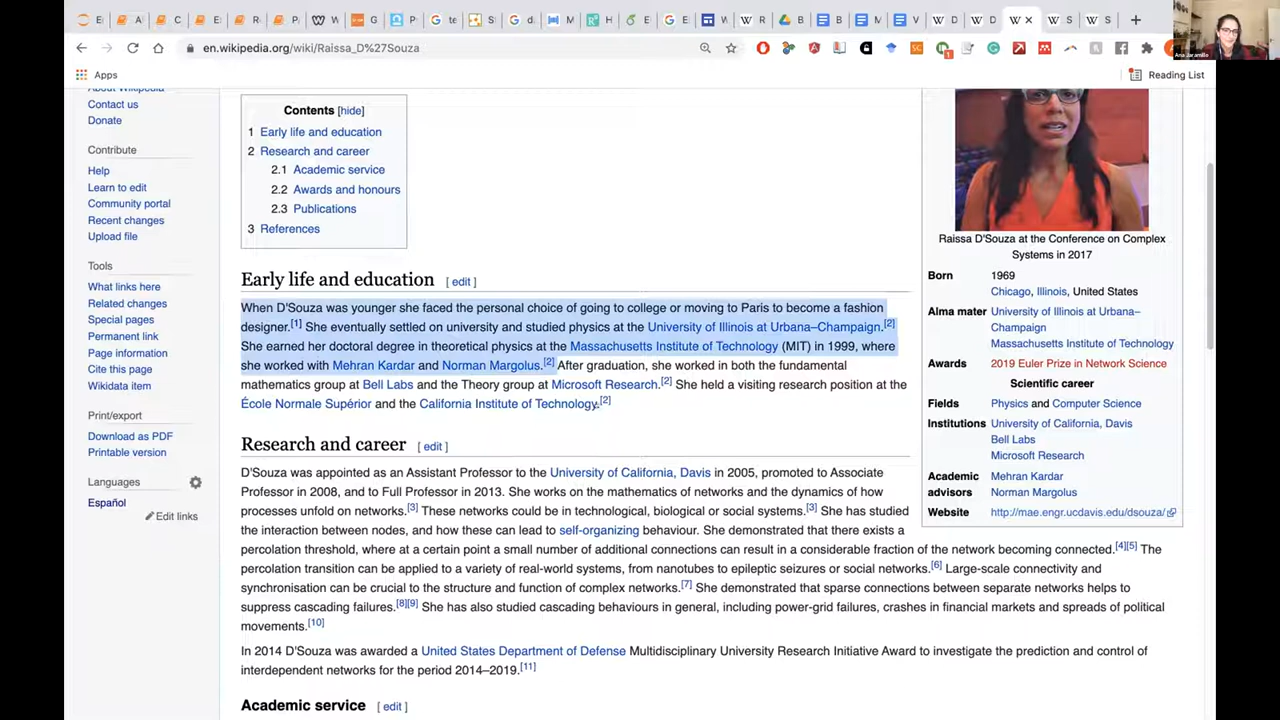 en.wikipedia.org/wiki/Raissa_D%27Souza
Ana Jaramillo
Apps
Reading List
About Wikipedia
Contact us
Donate
Contribute
Help
Learn to edit
Community portal
Recent changes
Upload file
Tools
What links here
Related changes
Special pages
Permanent link
Page information
Cite this page
Wikidata item
Print/export
Download as PDF
Printable version
Languages
Español
Edit links
Contents [hide]
1 Early life and education
2 Research and career
2.1 Academic service
2.2 Awards and honours
2.3 Publications
3 References
Early life and education [ edit ]
When D'Souza was younger she faced the personal choice of going to college or moving to Paris to become a fashion
designer.[1] She eventually settled on university and studied physics at the University of Illinois at Urbana–Champaign.[2]
She earned her doctoral degree in theoretical physics at the Massachusetts Institute of Technology (MIT) in 1999, where
she worked with Mehran Kardar and Norman Margolus.[2] After graduation, she worked in both the fundamental
mathematics group at Bell Labs and the Theory group at Microsoft Research.[2] She held a visiting research position at the
École Normale Supérior and the California Institute of Technology.[2]
Research and career [ edit ]
D'Souza was appointed as an Assistant Professor to the University of California, Davis in 2005, promoted to Associate
Professor in 2008, and to Full Professor in 2013. She works on the mathematics of networks and the dynamics of how
processes unfold on networks.[3] These networks could be in technological, biological or social systems.[3] She has studied
the interaction between nodes, and how these can lead to self-organizing behaviour. She demonstrated that there exists a
percolation threshold, where at a certain point a small number of additional connections can result in a considerable fraction of the network becoming connected.[4][5] The
percolation transition can be applied to a variety of real-world systems, from nanotubes to epileptic seizures or social networks.[6] Large-scale connectivity and
synchronisation can be crucial to the structure and function of complex networks.[7] She demonstrated that sparse connections between separate networks helps to
suppress cascading failures.[8][9] She has also studied cascading behaviours in general, including power-grid failures, crashes in financial markets and spreads of political
movements.[10]
In 2014 D'Souza was awarded a United States Department of Defense Multidisciplinary University Research Initiative Award to investigate the prediction and control of
interdependent networks for the period 2014–2019.[11]
Academic service [ edit ]
Raissa D'Souza at the Conference on Complex
Systems in 2017
Born 1969
Chicago, Illinois, United States
Alma mater University of Illinois at Urbana–
Champaign
Massachusetts Institute of Technology
Awards 2019 Euler Prize in Network Science
Scientific career
Fields Physics and Computer Science
Institutions University of California, Davis
Bell Labs
Microsoft Research
Academic Mehran Kardar
advisors Norman Margolus
Website http://mae.engr.ucdavis.edu/dsouza/